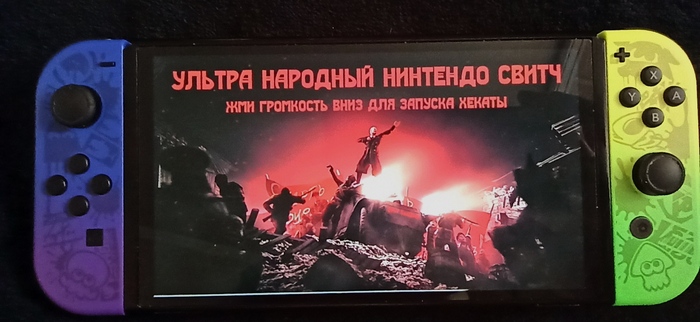 УЛЬТРА НАРОДНЫЙ НИНТЕНДО СВИТЧ
ЖМИ ГРОМКОСТЬ ВНИЗ ДЛЯ ЗАПУСКА ХЕКАТЫ
X
Y A
B